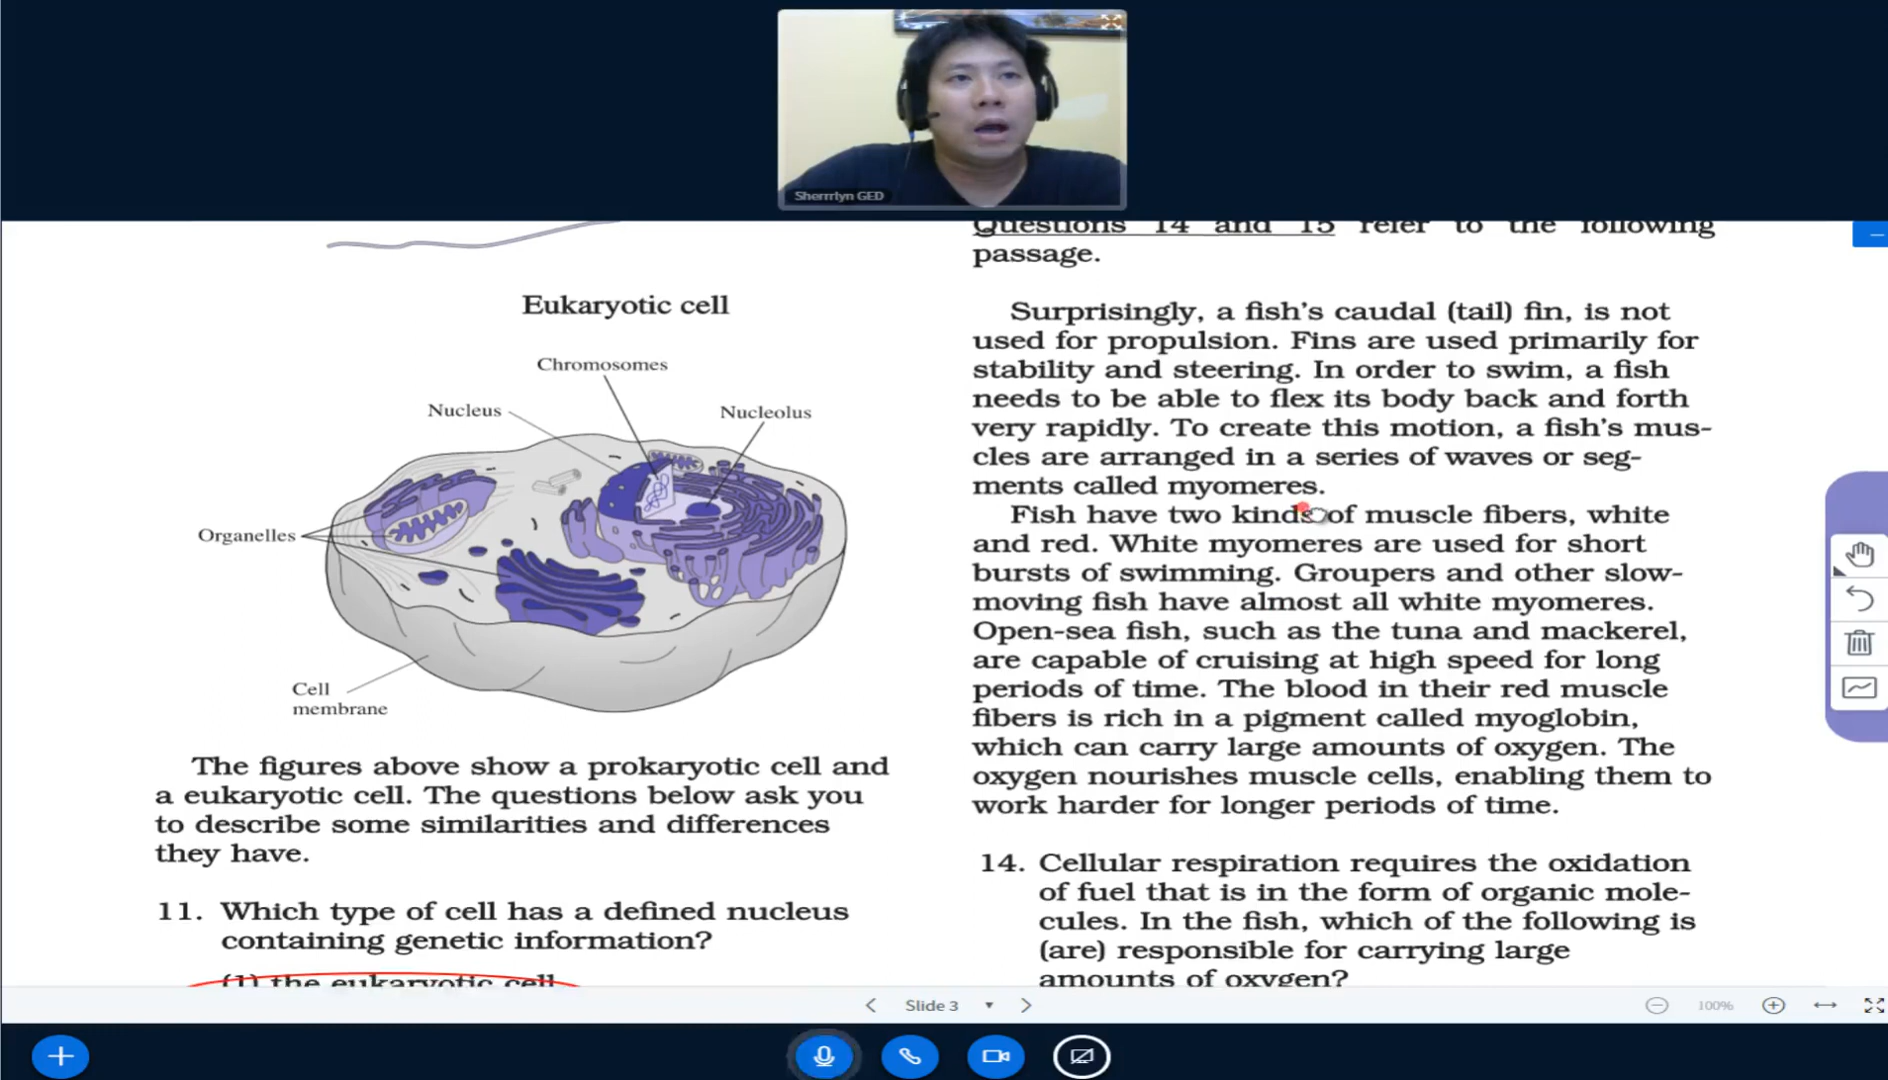 Sherrrlyn GED
Questions 14 and 15 refer to the following
passage.
Eukaryotic cell
Chromosomes
Nucleus
Nucleolus
Organelles
Cell
membrane
The figures above show a prokaryotic cell and
a eukaryotic cell. The questions below ask you
to describe some similarities and differences
they have.
11. Which type of cell has a defined nucleus
containing genetic information?
(1) the eukaryotic cell
Surprisingly, a fish's caudal (tail) fin, is not
used for propulsion. Fins are used primarily for
stability and steering. In order to swim, a fish
needs to be able to flex its body back and forth
very rapidly. To create this motion, a fish's mus-
cles are arranged in a series of waves or seg-
ments called myomeres.
Fish have two kinds of muscle fibers, white
and red. White myomeres are used for short
bursts of swimming. Groupers and other slow-
moving fish have almost all white myomeres.
Open-sea fish, such as the tuna and mackerel,
are capable of cruising at high speed for long
periods of time. The blood in their red muscle
fibers is rich in a pigment called myoglobin,
which can carry large amounts of oxygen. The
oxygen nourishes muscle cells, enabling them to
work harder for longer periods of time.
14. Cellular respiration requires the oxidation
of fuel that is in the form of organic mole-
cules. In the fish, which of the following is
(are) responsible for carrying large
amounts of oxygen?
Slide 3
100%